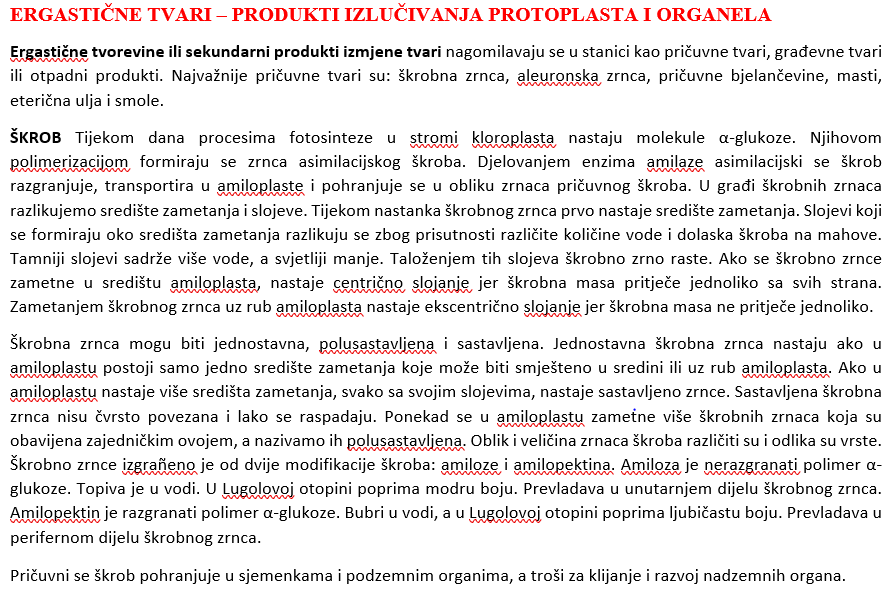 ERGASTIČNE TVARI – PRODUKTI IZLUČIVANJA PROTOPLASTA I ORGANELA
Ergastične tvorevine ili sekundarni produkti izmjene tvari nagomilavaju se u stanici kao pričuvne tvari, građevne tvari
ili otpadni produkti. Najvažnije pričuvne tvari su: škrobna zrnca, aleuronska zrnca, pričuvne bjelančevine, masti,
eterična ulja i smole.
ŠKROB Tijekom dana procesima fotosinteze u stromi kloroplasta nastaju molekule α-glukoze. Njihovom
polimerizacijom formiraju se zrnca asimilacijskog škroba. Djelovanjem enzima amilaze asimilacijski se škrob
razgranjuje, transportira u amiloplaste i pohranjuje se u obliku zrnaca pričuvnog škroba. U građi škrobnih zrnaca
razlikujemo središte zametanja i slojeve. Tijekom nastanka škrobnog zrnca prvo nastaje središte zametanja. Slojevi koji
se formiraju oko središta zametanja razlikuju se zbog prisutnosti različite količine vode i dolaska škroba na mahove.
Tamniji slojevi sadrže više vode, a svjetliji manje. Taloženjem tih slojeva škrobno zrno raste. Ako se škrobno zrnce
zametne u središtu amiloplasta, nastaje centrično slojanje jer škrobna masa pritječe jednoliko sa svih strana.
Zametanjem škrobnog zrnca uz rub amiloplasta nastaje ekscentrično slojanje jer škrobna masa ne pritječe jednoliko.
Škrobna zrnca mogu biti jednostavna, polusastavljena i sastavljena. Jednostavna škrobna zrnca nastaju ako u
amiloplastu postoji samo jedno središte zametanja koje može biti smješteno u sredini ili uz rub amiloplasta. Ako u
amiloplastu nastaje više središta zametanja, svako sa svojim slojevima, nastaje sastavljeno zrnce. Sastavljena škrobna
zrnca nisu čvrsto povezana i lako se raspadaju. Ponekad se u amiloplastu zametne više škrobnih zrnaca koja su
obavijena zajedničkim ovojem, a nazivamo ih polusastavljena. Oblik i veličina zrnaca škroba različiti su i odlika su vrste.
Škrobno zrnce izgrañeno je od dvije modifikacije škroba: amiloze i amilopektina. Amiloza je nerazgranati polimer α-
glukoze. Topiva je u vodi. U Lugolovoj otopini poprima modru boju. Prevladava u unutarnjem dijelu škrobnog zrnca.
Amilopektin je razgranati polimer α-glukoze. Bubri u vodi, a u Lugolovoj otopini poprima ljubičastu boju. Prevladava u
perifernom dijelu škrobnog zrnca.
Pričuvni se škrob pohranjuje u sjemenkama i podzemnim organima, a troši za klijanje i razvoj nadzemnih organa.